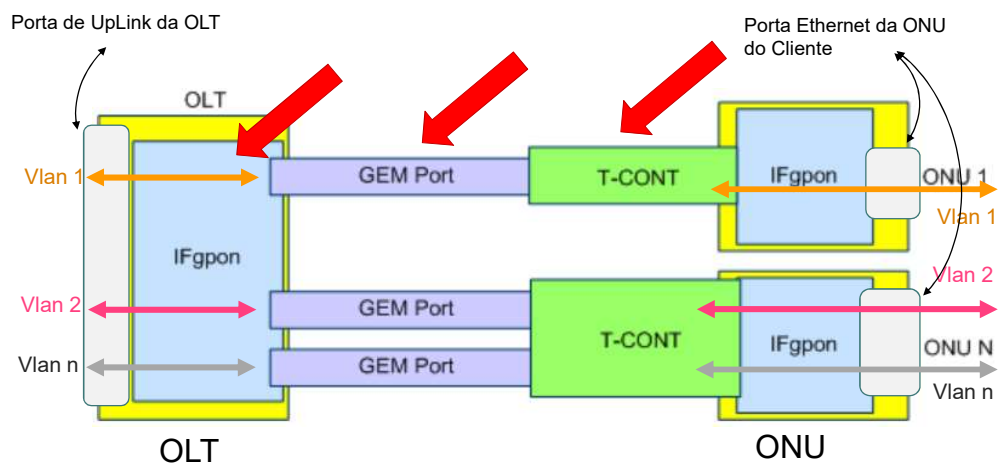 Porta de UpLink da OLT
Porta Ethernet da ONU
do Cliente
OLT
Vlan 1
GEM Port
T-CONT
IFgpon
ONU 1
Vlan 1
IFgpon
Vlan 2
Vlan 2
GEM Port
T-CONT
IFgpon
ONU N
Vlan n
GEM Port
Vlan n
OLT
ONU